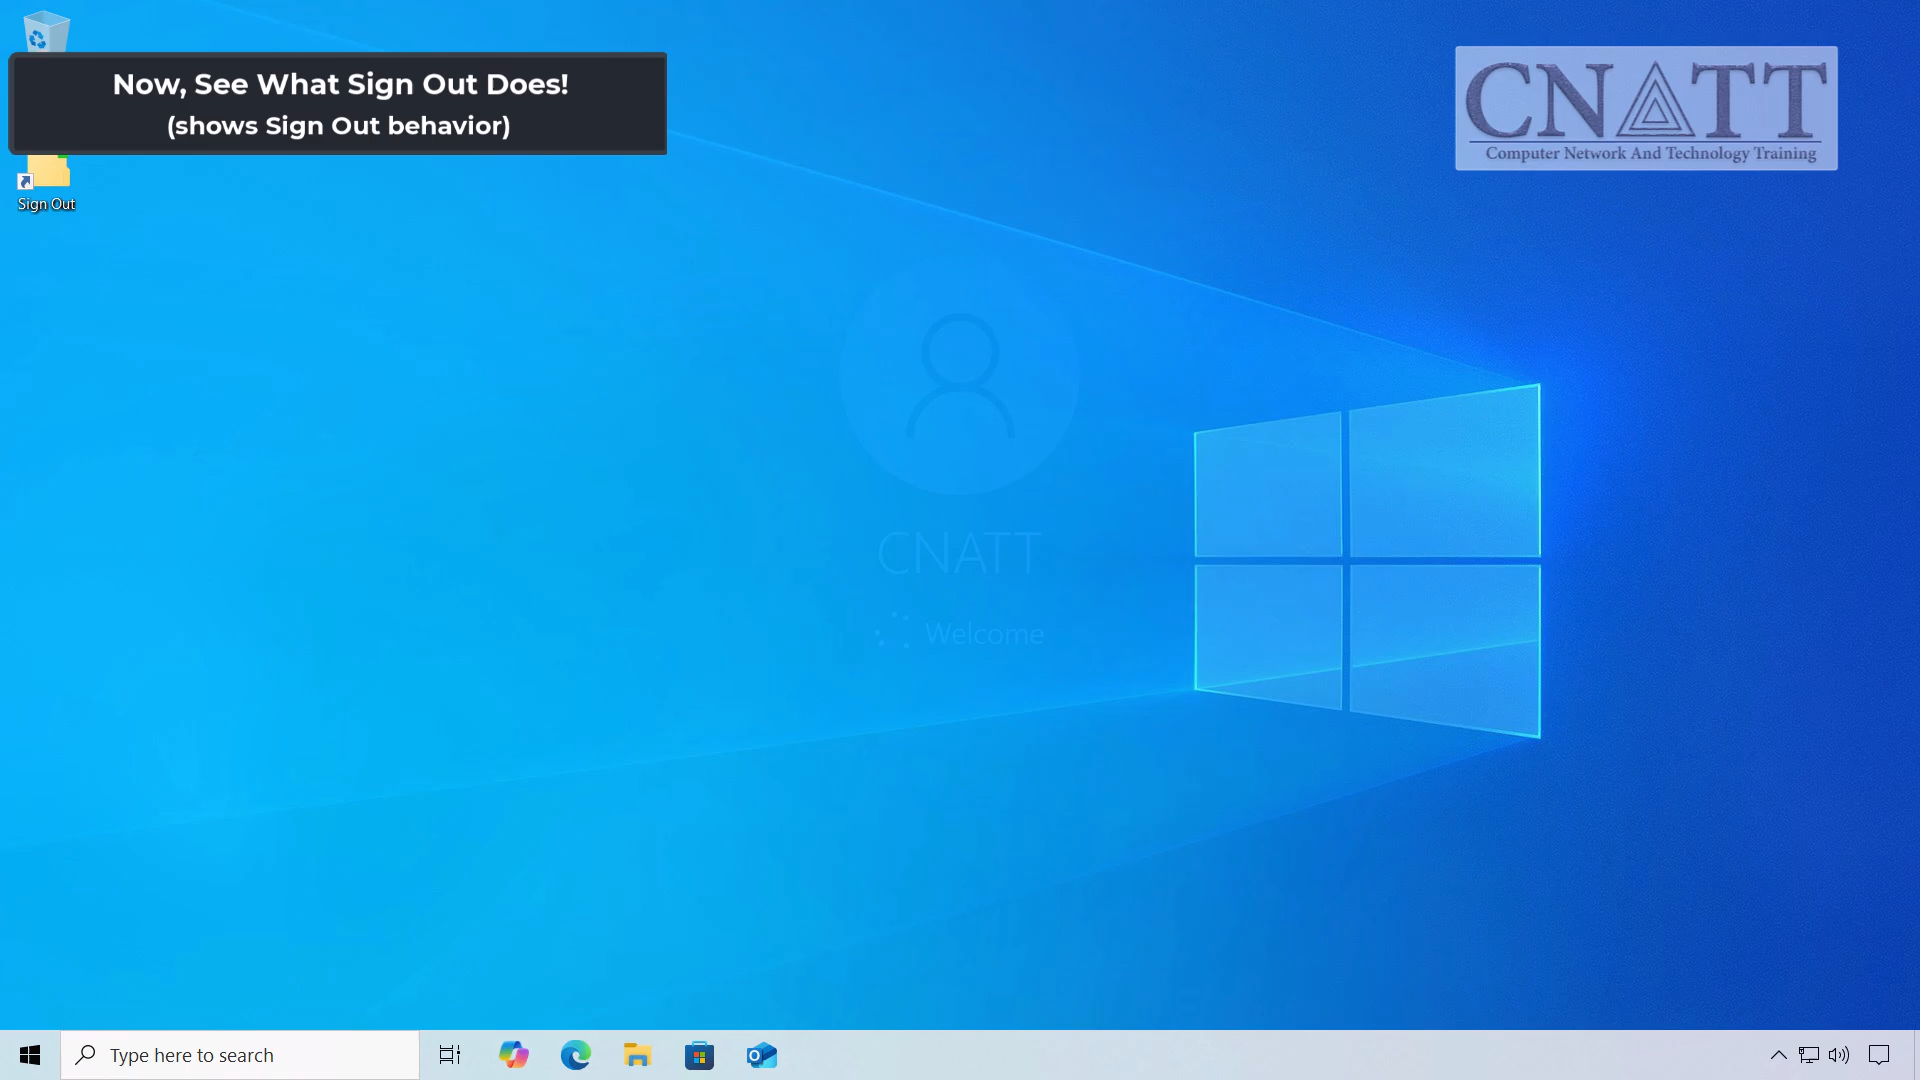 Now, See What Sign Out Does!
(shows Sign Out behavior)
CNATT
Computer Network And Technology Training
Sign Out
CNATT
Welcome
Type here to search